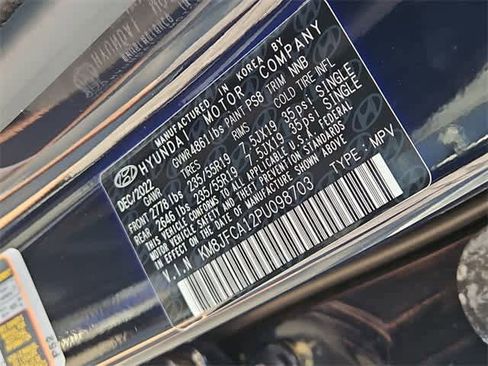 MANUFACTURED IN KOREA BY
HYUNDAI MOTOR COMPANY
DEC/2022 GVWR 4861 lbs PAINT PS8 TRIM NNB
TIRES RIMS COLD TIRE INFL.
FRONT 2778 lbs 235/55R19 7.5JX19 35psi, SINGLE
REAR 2646 lbs 235/55R19 7.5JX19 35psi, SINGLE
THIS VEHICLE CONFORMS TO ALL APPLICABLE U.S. FEDERAL
MOTOR VEHICLE SAFETY AND THEFT PREVENTION STANDARDS
IN EFFECT ON THE DATE OF MANUFACTURE SHOWN ABOVE.
V.I.N KM8JFCA12PU098703 TYPE: MPV